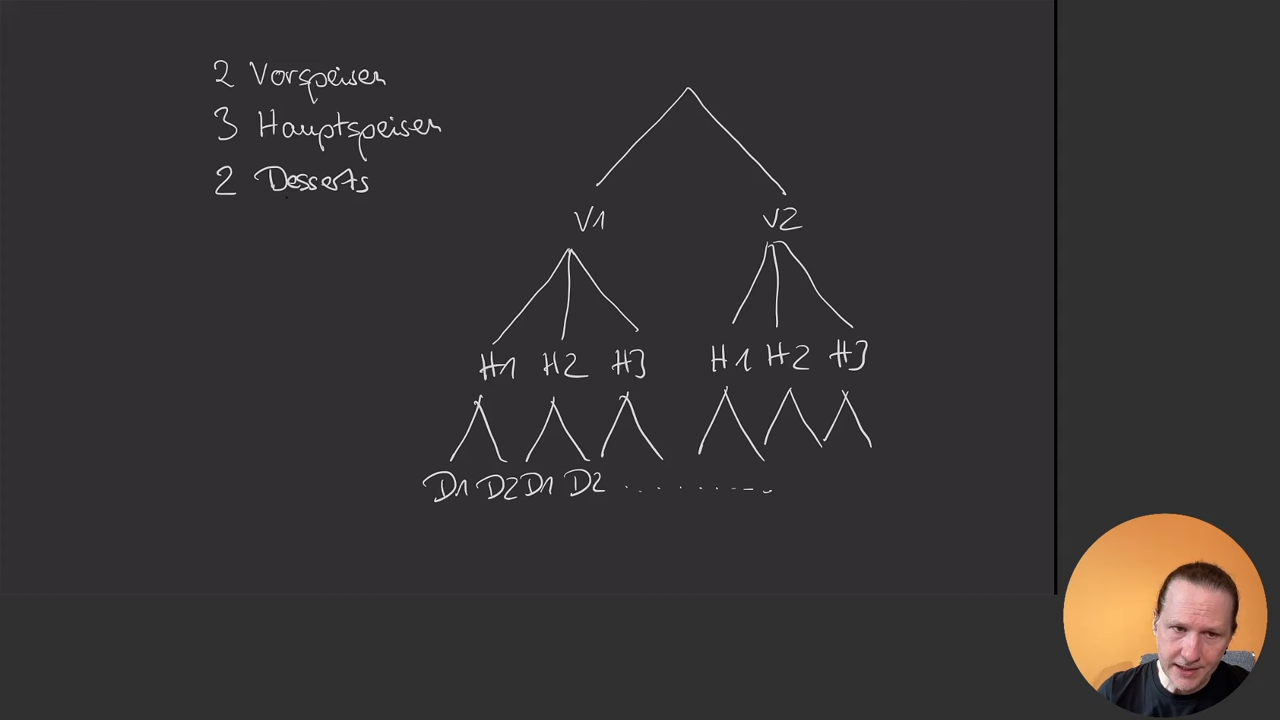 2 Vorspeisen
3 Hauptspeisen
2 Desserts
V1 V2
H1 H2 H3 H1 H2 H3
D1 D2 D1 D2 . . . . . . . .